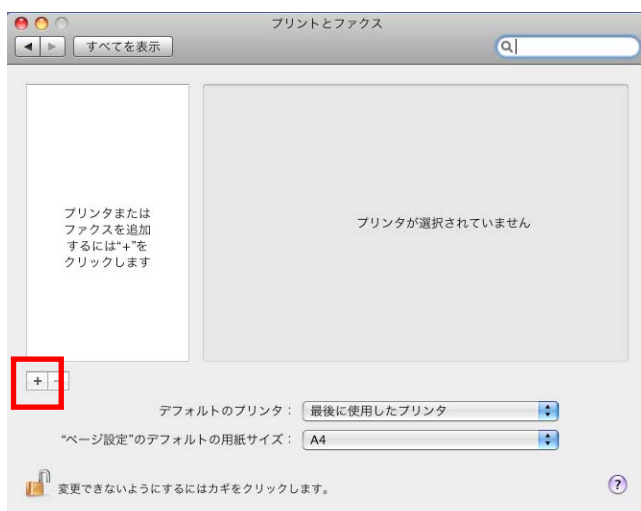 プリントとファクス
すべてを表示
プリンタまたは
ファクスを追加
するには“+”を
クリックします
プリンタが選択されていません
+ −
デフォルトのプリンタ： 最後に使用したプリンタ
“ページ設定”のデフォルトの用紙サイズ： A4
変更できないようにするにはカギをクリックします。
?